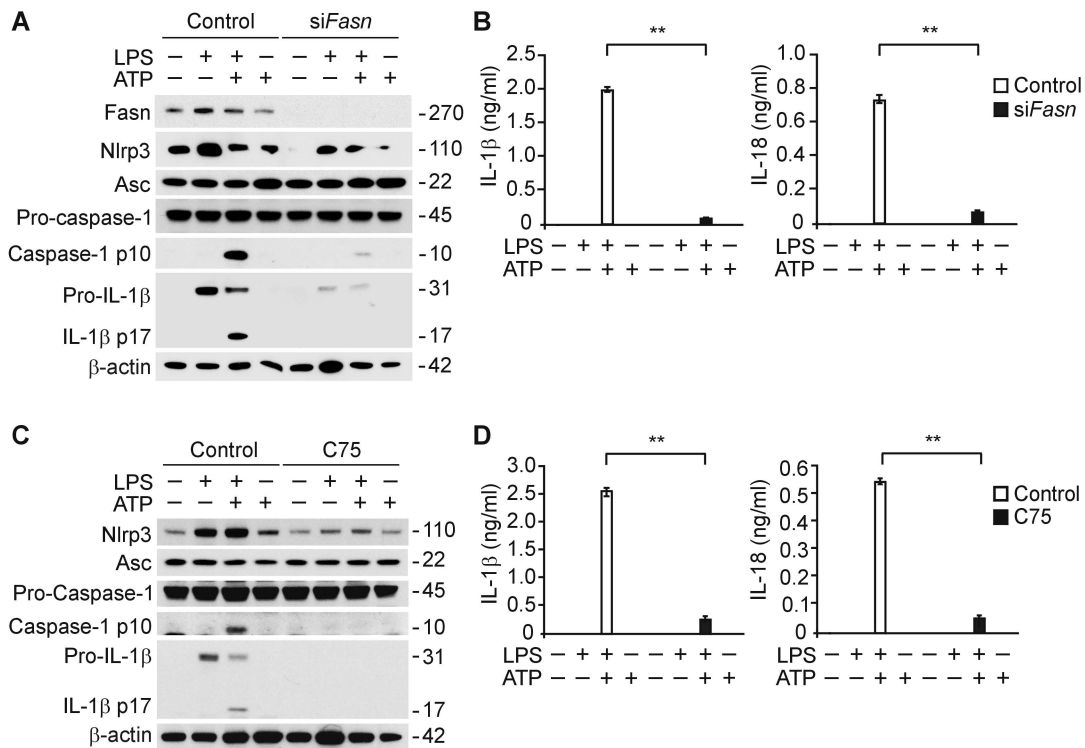 A
Control siFasn
LPS − + + − − + + −
ATP − − + + − − + +
Fasn -270
Nlrp3 -110
Asc -22
Pro-caspase-1 -45
Caspase-1 p10 -10
Pro-IL-1β -31
IL-1β p17 -17
β-actin -42
B
**
2.5
2.0
1.5
1.0
0.5
0
IL-1β (ng/ml)
LPS − + + − − + + −
ATP − − + + − − + +
**
1.0
0.8
0.6
0.4
0.2
0
IL-18 (ng/ml)
LPS − + + − − + + −
ATP − − + + − − + +
Control
siFasn
C
Control C75
LPS − + + − − + + −
ATP − − + + − − + +
Nlrp3 -110
Asc -22
Pro-Caspase-1 -45
Caspase-1 p10 -10
Pro-IL-1β -31
IL-1β p17 -17
β-actin -42
D
**
3.0
2.5
2.0
1.5
1.0
0.5
0
IL-1β (ng/ml)
LPS − + + − − + + −
ATP − − + + − − + +
**
0.6
0.5
0.4
0.3
0.2
0.1
0
IL-18 (ng/ml)
LPS − + + − − + + −
ATP − − + + − − + +
Control
C75